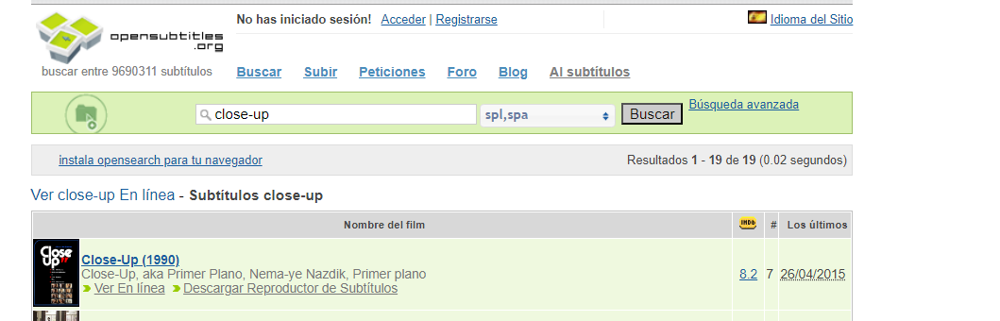 No has iniciado sesión! Acceder | Registrarse
Idioma del Sitio
opensubtitles
.org
buscar entre 9690311 subtítulos
Buscar Subir Peticiones Foro Blog AI subtítulos
close-up
spl,spa
Buscar
Búsqueda avanzada
instala opensearch para tu navegador
Resultados 1 - 19 de 19 (0.02 segundos)
Ver close-up En línea - Subtítulos close-up
Nombre del film IMDb # Los últimos
Close Up
Close-Up (1990)
Close-Up, aka Primer Plano, Nema-ye Nazdik, Primer plano
Ver En línea Descargar Reproductor de Subtítulos
8.2 7 26/04/2015